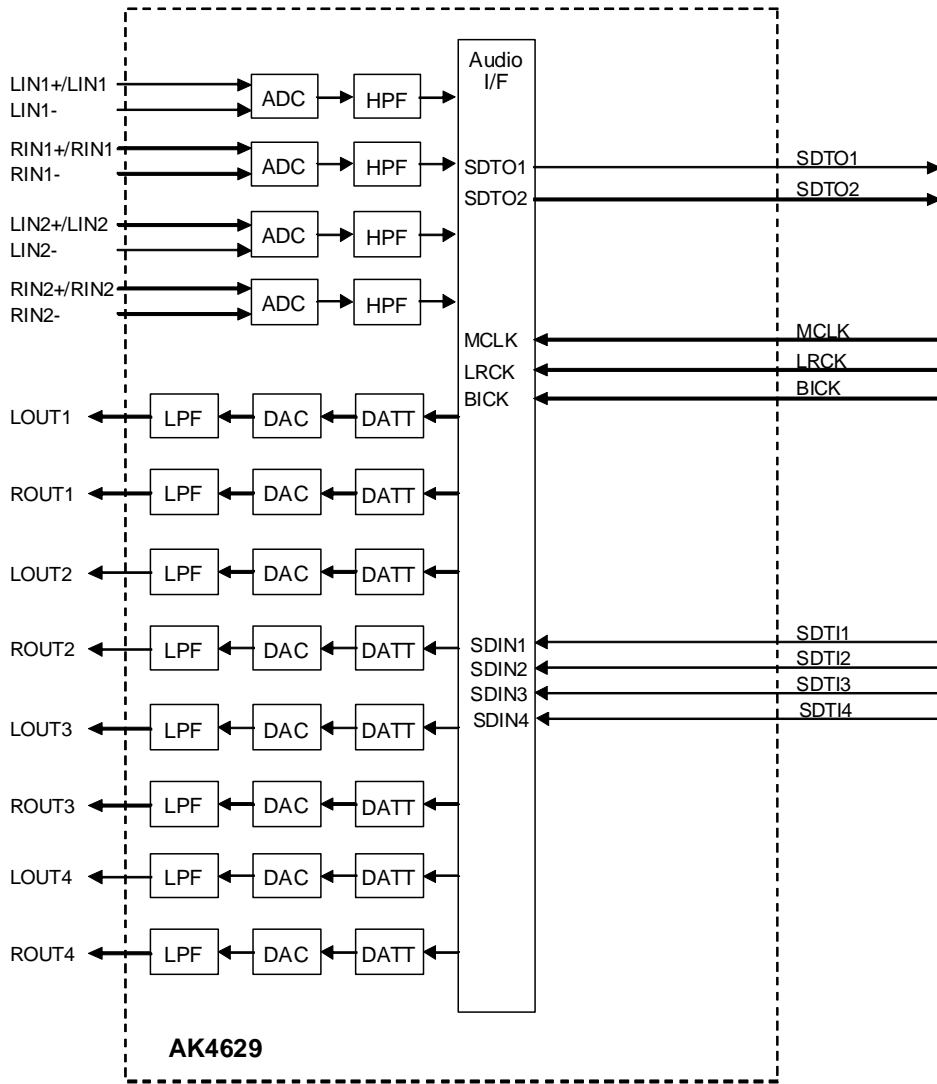 Audio
I/F
LIN1+/LIN1
LIN1-
ADC HPF
RIN1+/RIN1
RIN1-
ADC HPF
SDTO1 SDTO1
SDTO2 SDTO2
LIN2+/LIN2
LIN2-
ADC HPF
RIN2+/RIN2
RIN2-
ADC HPF
MCLK MCLK
LRCK LRCK
BICK BICK
LOUT1 LPF DAC DATT
ROUT1 LPF DAC DATT
LOUT2 LPF DAC DATT
ROUT2 LPF DAC DATT
SDIN1 SDTI1
SDIN2 SDTI2
SDIN3 SDTI3
SDIN4 SDTI4
LOUT3 LPF DAC DATT
ROUT3 LPF DAC DATT
LOUT4 LPF DAC DATT
ROUT4 LPF DAC DATT
AK4629